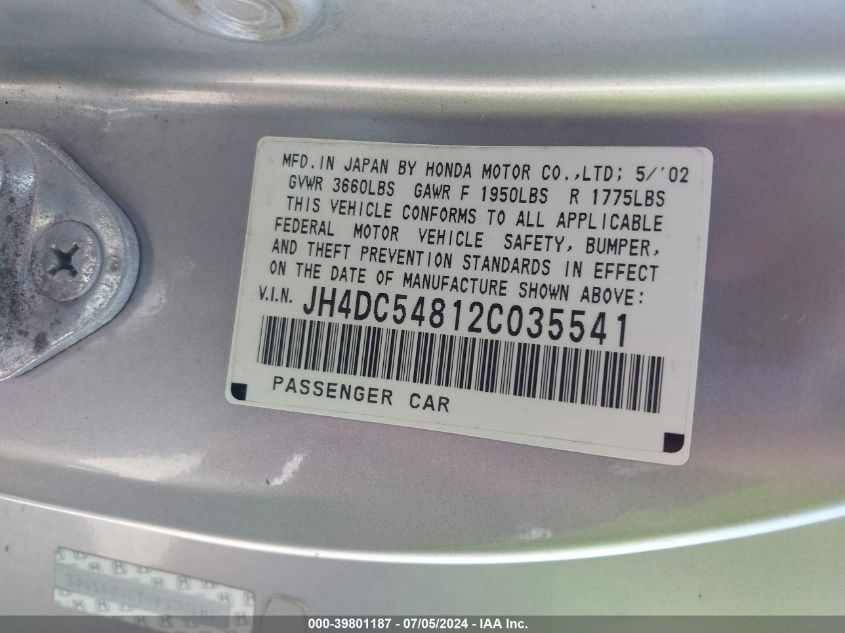 MFD.IN JAPAN BY HONDA MOTOR CO.,LTD; 5/'02
GVWR 3660LBS GAWR F 1950LBS R 1775LBS
THIS VEHICLE CONFORMS TO ALL APPLICABLE
FEDERAL MOTOR VEHICLE SAFETY, BUMPER,
AND THEFT PREVENTION STANDARDS IN EFFECT
ON THE DATE OF MANUFACTURE SHOWN ABOVE:
V.I.N. JH4DC54812C035541
PASSENGER CAR
000-39801187 - 07/05/2024 - ©IAA Holdings, LLC.